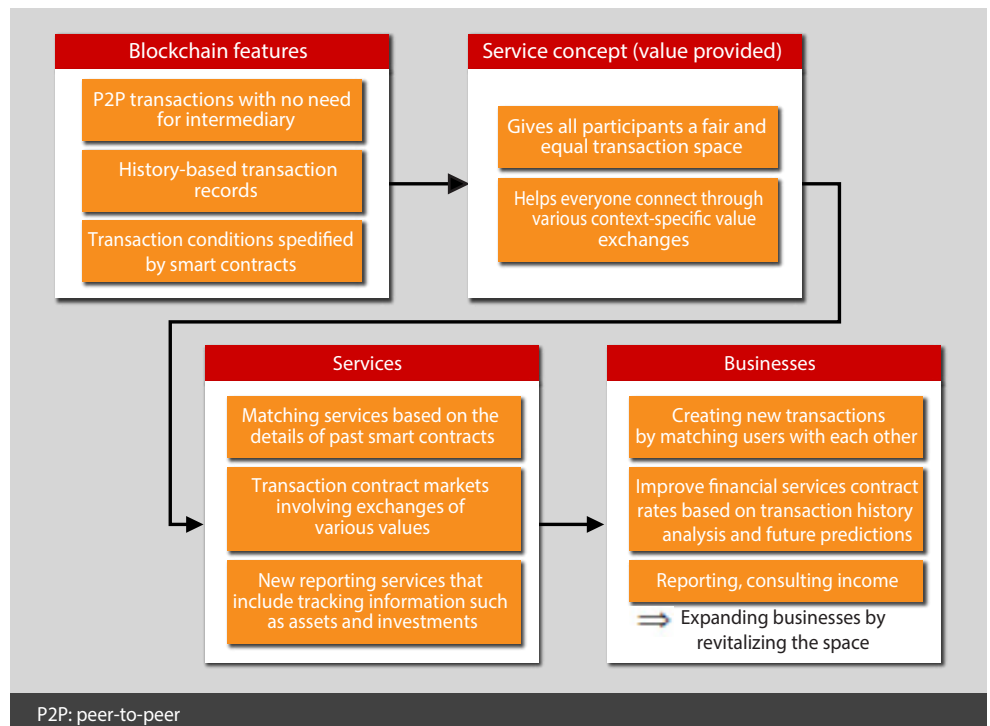 Blockchain features
P2P transactions with no need
for intermediary
History-based transaction
records
Transaction conditions spedified
by smart contracts
Service concept (value provided)
Gives all participants a fair and
equal transaction space
Helps everyone connect through
various context-specific value
exchanges
Services
Matching services based on the
details of past smart contracts
Transaction contract markets
involving exchanges of
various values
New reporting services that
include tracking information such
as assets and investments
Businesses
Creating new transactions
by matching users with each other
Improve financial services contract
rates based on transaction history
analysis and future predictions
Reporting, consulting income
⇒ Expanding businesses by
revitalizing the space
P2P: peer-to-peer